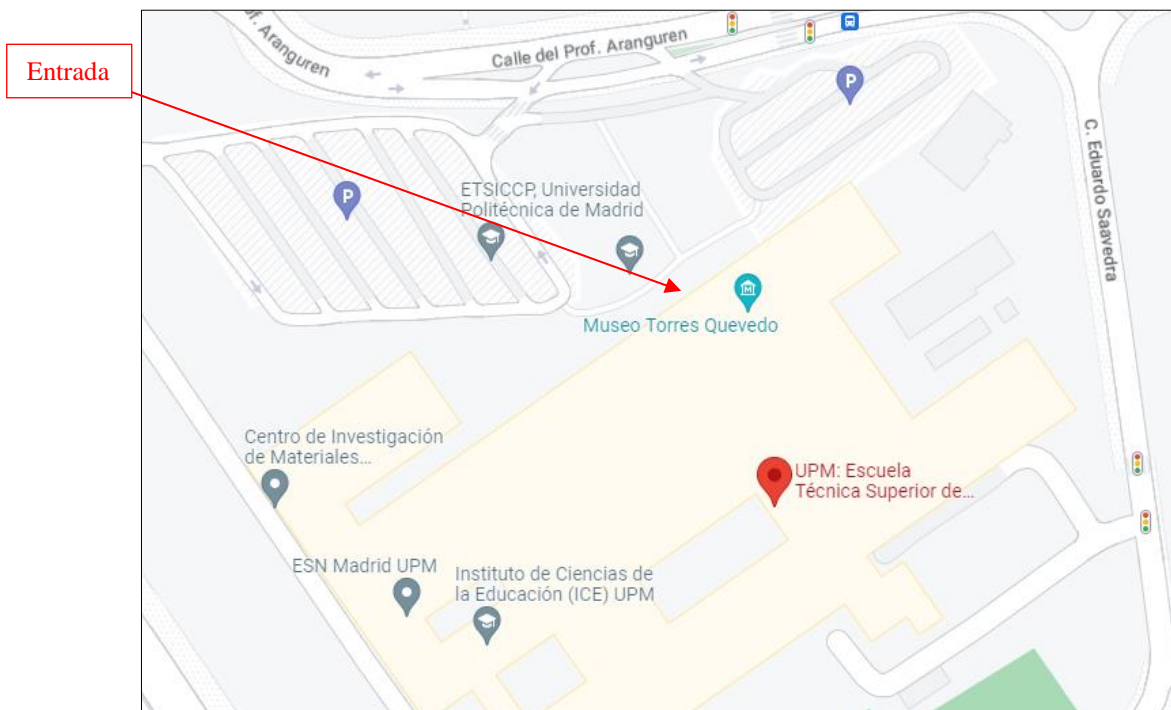 of. Aranguren
Calle del Prof. Aranguren
Entrada
P
P
C. Eduardo Saavedra
ETSICCP, Universidad
Politécnica de Madrid
M
Museo Torres Quevedo
Centro de Investigación
de Materiales...
UPM: Escuela
Técnica Superior de...
ESN Madrid UPM
Instituto de Ciencias de
la Educación (ICE) UPM